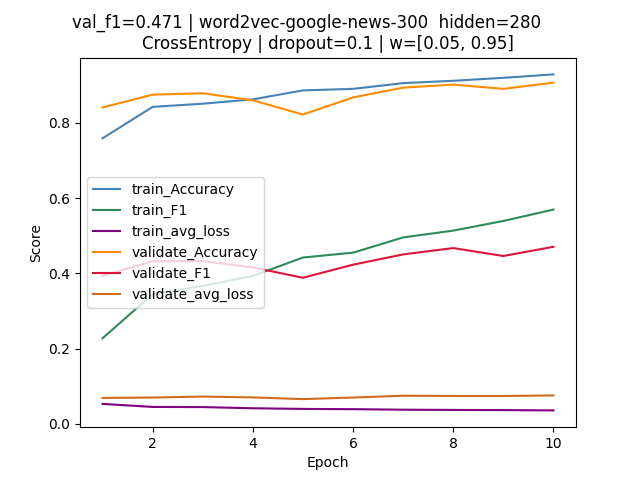 val_f1=0.471 | word2vec-google-news-300  hidden=280
CrossEntropy | dropout=0.1 | w=[0.05, 0.95]
Score
0.8
0.6
0.4
0.2
0.0
train_Accuracy
train_F1
train_avg_loss
validate_Accuracy
validate_F1
validate_avg_loss
2 4 6 8 10
Epoch